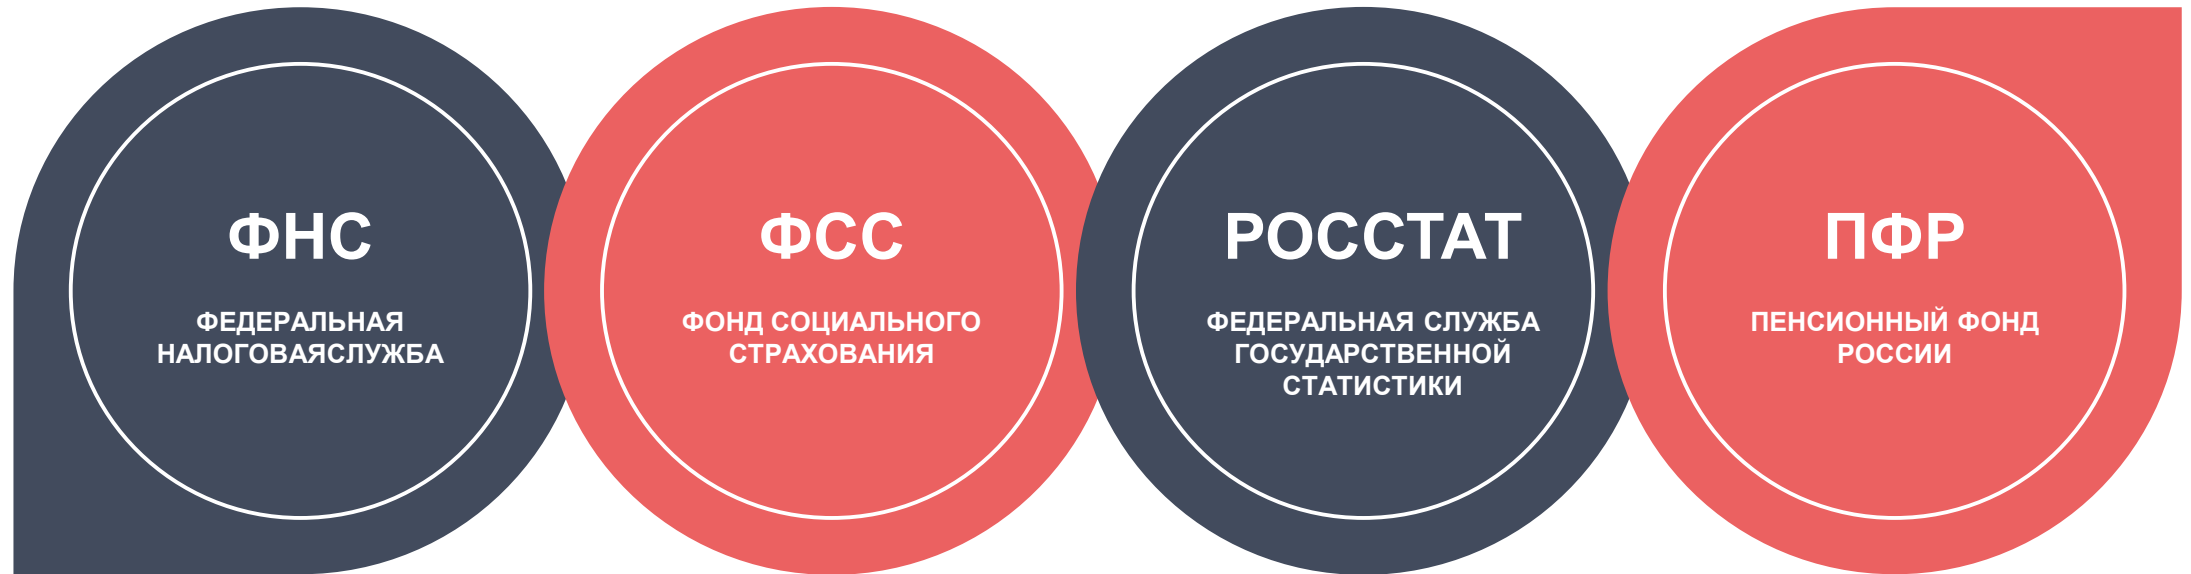 ФНС
ФЕДЕРАЛЬНАЯ
НАЛОГОВАЯСЛУЖБА
ФСС
ФОНД СОЦИАЛЬНОГО
СТРАХОВАНИЯ
РОССТАТ
ФЕДЕРАЛЬНАЯ СЛУЖБА
ГОСУДАРСТВЕННОЙ
СТАТИСТИКИ
ПФР
ПЕНСИОННЫЙ ФОНД
РОССИИ